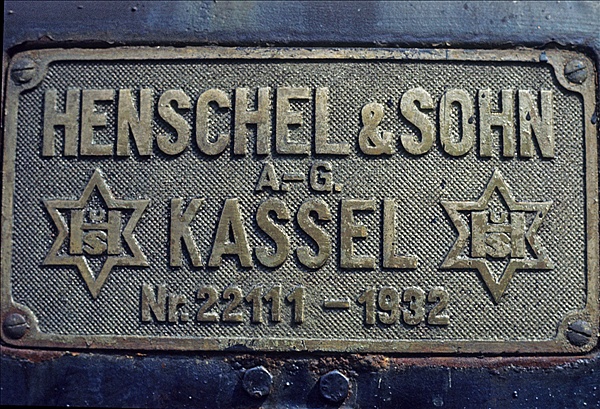 HENSCHEL & SOHN
A.-G.
KASSEL
Nr. 22111 - 1932